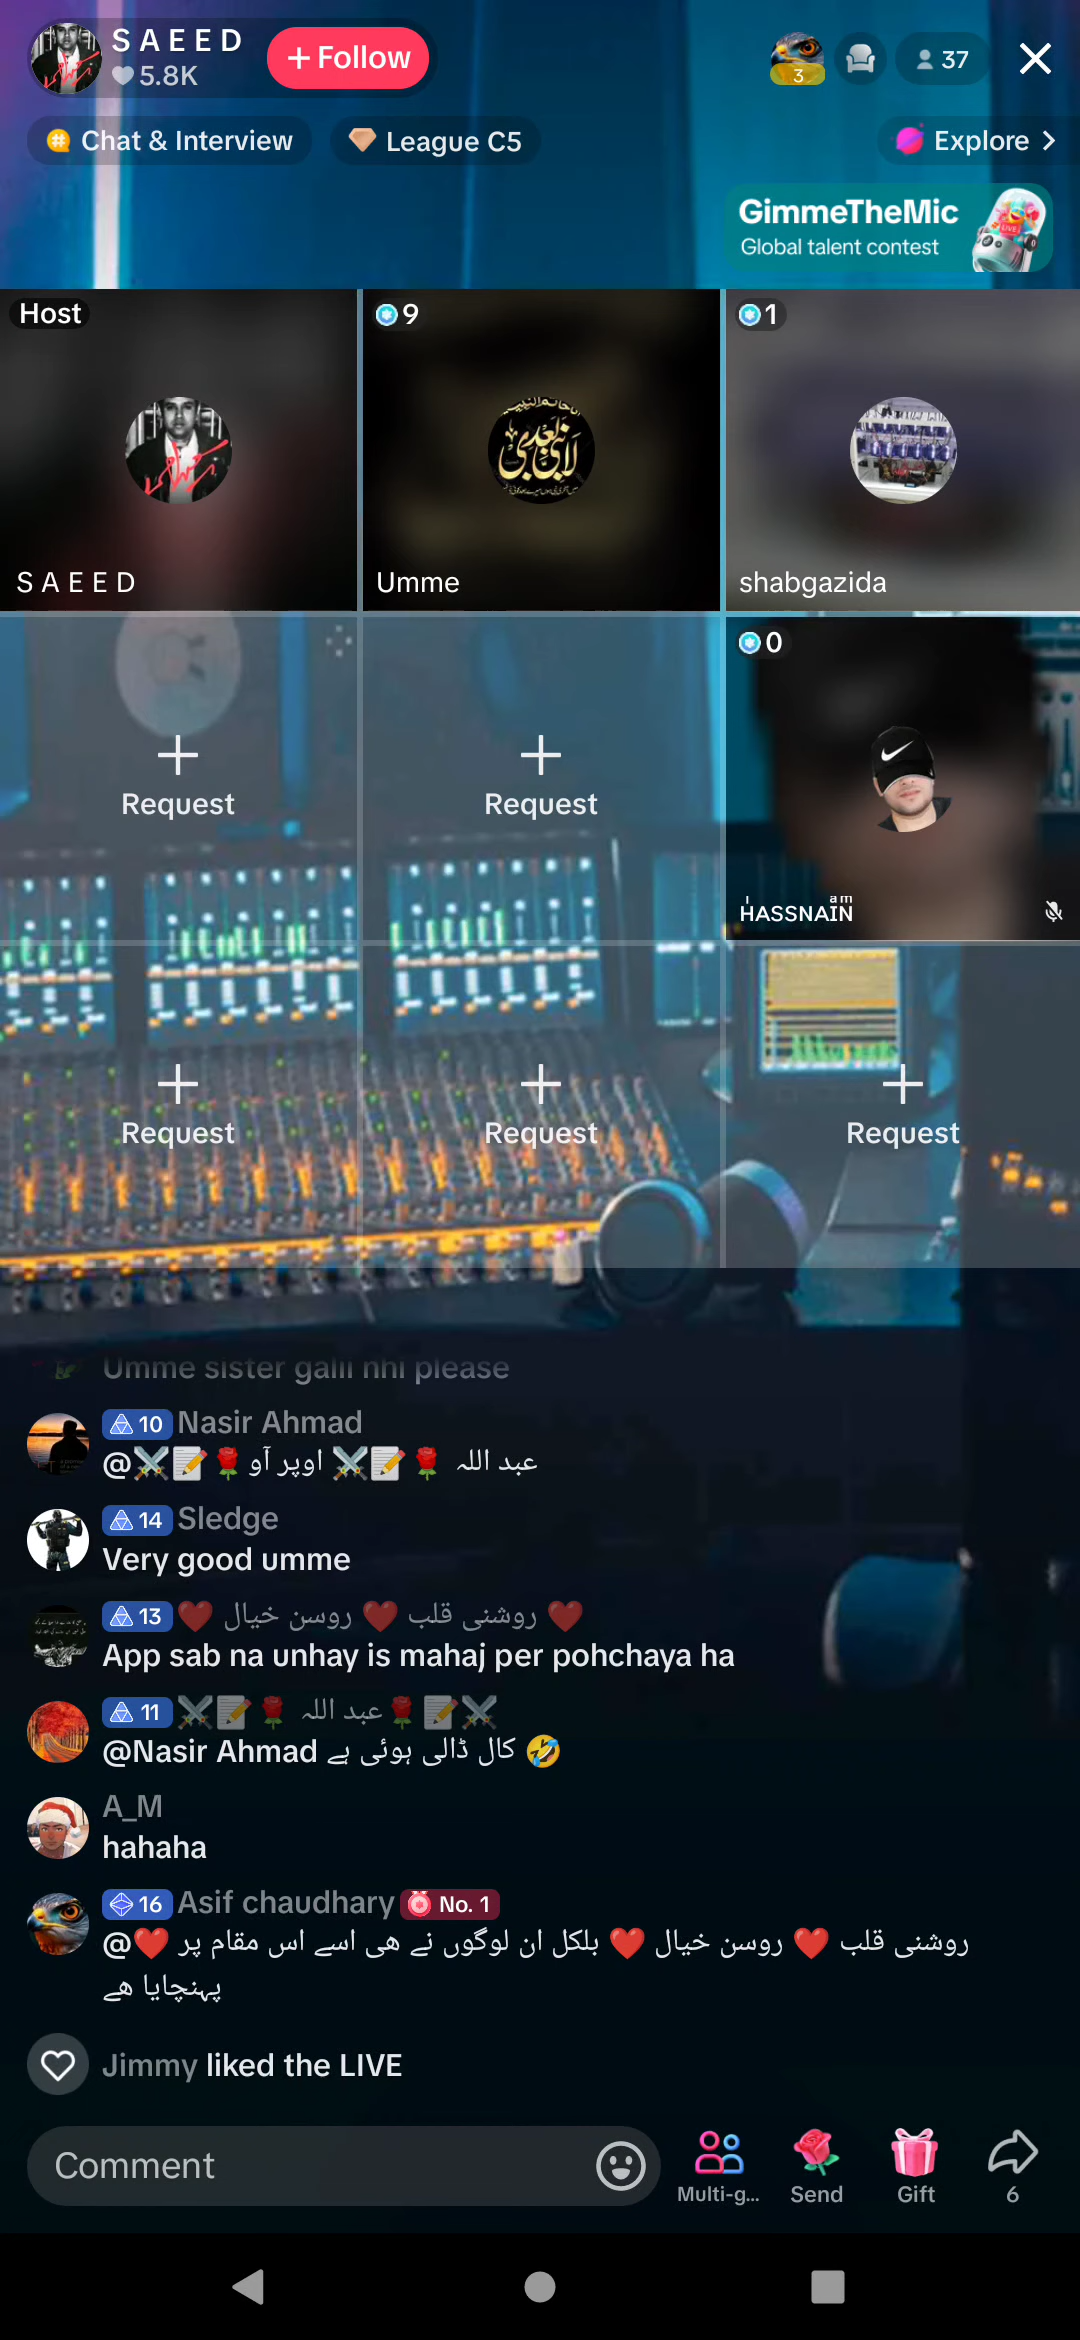 S A E E D
5.8K
+ Follow
3
37
Chat & Interview
League C5
Explore
GimmeTheMic
Global talent contest
LIVE
Host
9
1
لا نبی بعدی
S A E E D
Umme
shabgazida
Request
Request
0
HASSNAIN
Request
Request
Request
Umme sister galii nhi please
10 Nasir Ahmad
@⚔️📝🌹 عبد اللہ 🌹📝⚔️ اوپر آو
14 Sledge
Very good umme
13 ❤️ روشنی قلب ❤️ روسن خیال ❤️
App sab na unhay is mahaj per pohchaya ha
11 ⚔️📝🌹 عبد اللہ 🌹📝⚔️
@Nasir Ahmad کال ڈالی ہوئی ہے 🤣
A_M
hahaha
16 Asif chaudhary No. 1
@❤️ روشنی قلب ❤️ روسن خیال ❤️ بلکل ان لوگوں نے ھی اسے اس مقام پر
پہنچایا ھے
Jimmy liked the LIVE
Comment
Multi-g...
Send
Gift
6